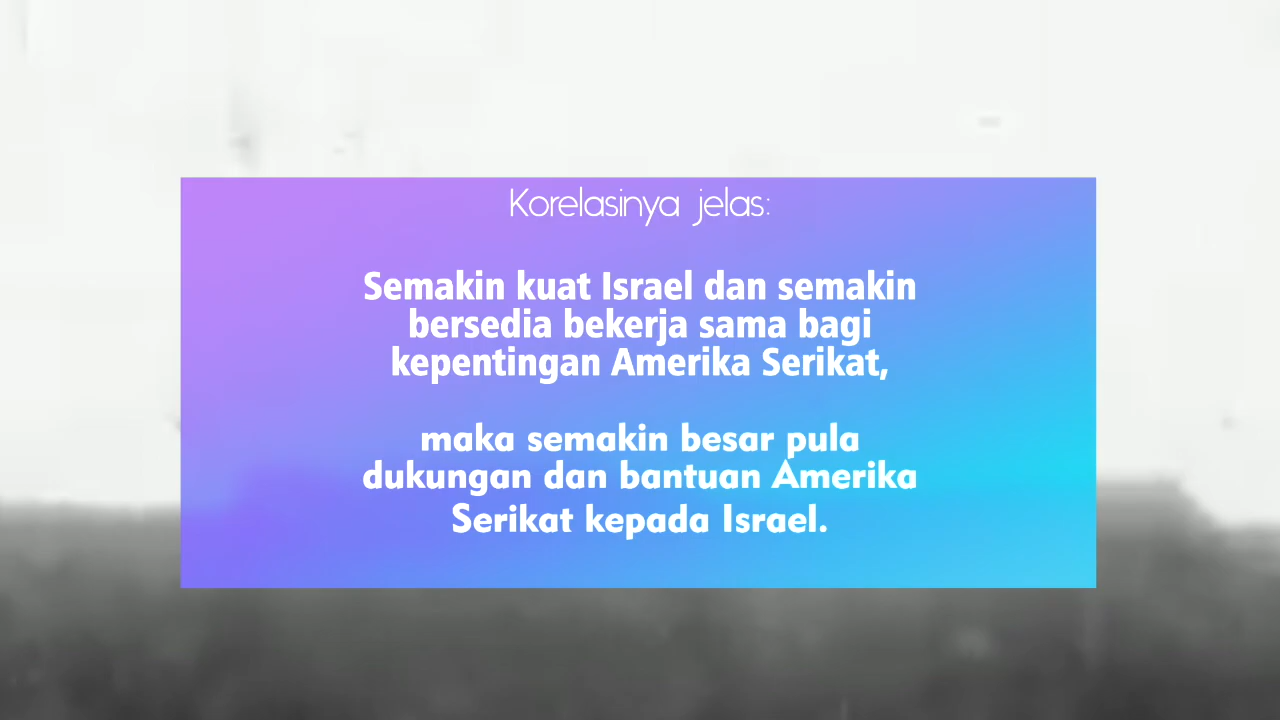 Korelasinya jelas:
Semakin kuat Israel dan semakin
bersedia bekerja sama bagi
kepentingan Amerika Serikat,
maka semakin besar pula
dukungan dan bantuan Amerika
Serikat kepada Israel.